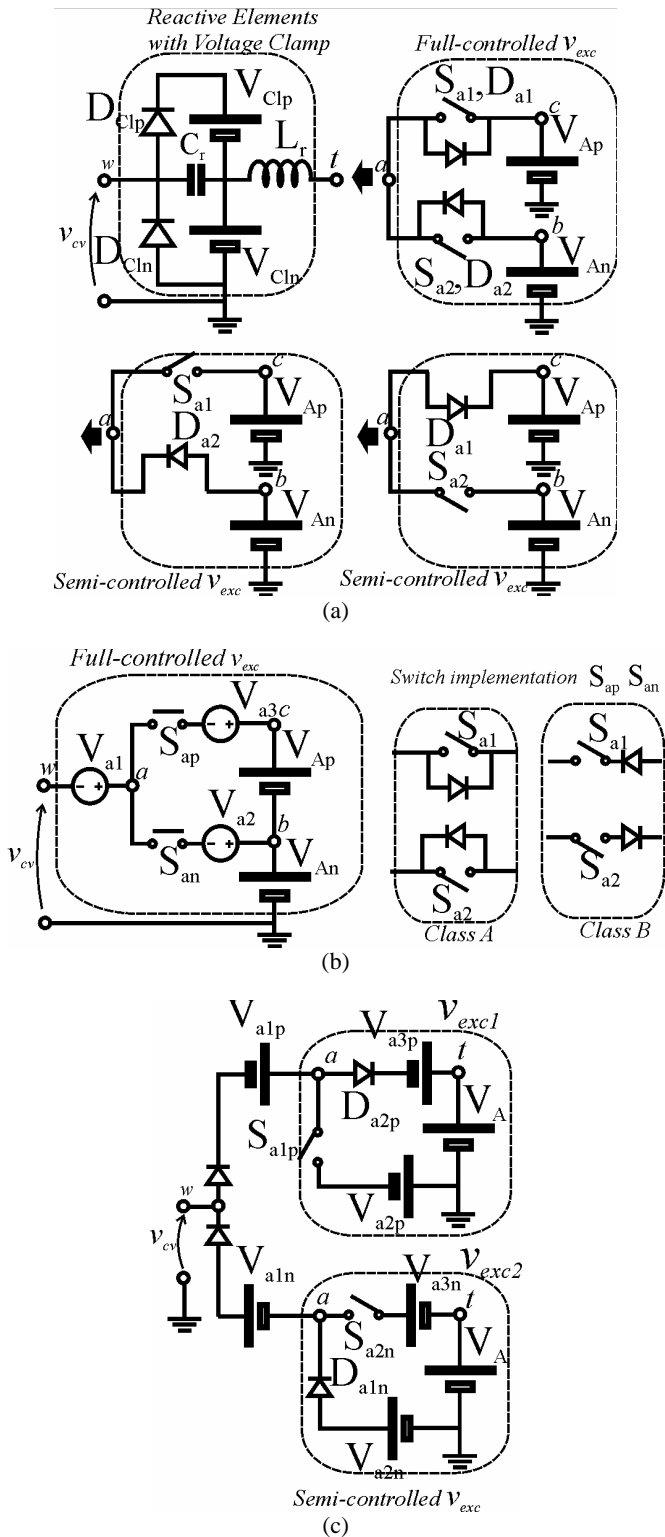 Reactive Elements
with Voltage Clamp
Full-controlled v_exc
V_Clp
D_Clp
C_r
L_r
w
t
v_cv
D_Cln
V_Cln
S_a1, D_a1
c
V_Ap
a
b
V_An
S_a2, D_a2
c
S_a1
V_Ap
a
D_a2
b
V_An
Semi-controlled v_exc
c
V_Ap
a
D_a1
S_a2
b
V_An
Semi-controlled v_exc
(a)
Full-controlled v_exc
Switch implementation S_ap S_an
V_a3
c
S_ap
V_a1
w
a
V_Ap
V_a2
b
S_an
V_An
v_cv
S_a1
S_a2
Class A
S_a1
S_a2
Class B
(b)
V_a1p
v_exc1
V_a3p
a
t
D_a2p
V_A
S_a1p
V_a2p
w
v_cv
V_a1n
v_exc2
V_a3n
a
t
S_a2n
V_A
D_a1n
V_a2n
Semi-controlled v_exc
(c)